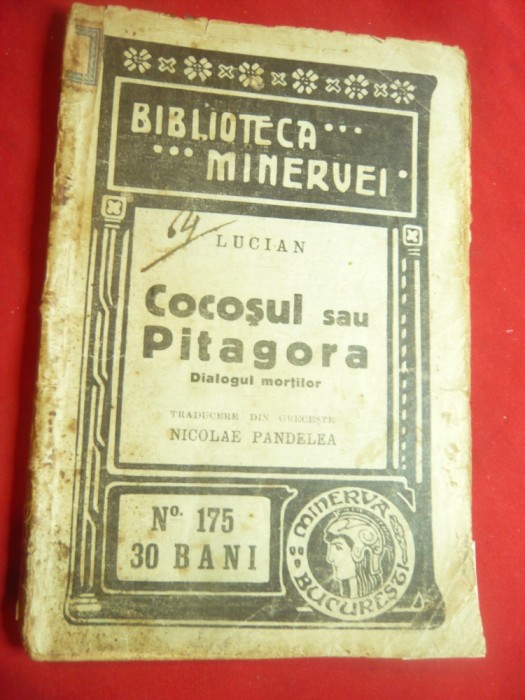 BIBLIOTECA ···
··· MINERVEI ·
64
LUCIAN
Cocoşul sau
Pitagora
Dialogul morţilor
TRADUCERE DIN GRECEŞTE
NICOLAE PANDELEA
No. 175
30 BANI
MINERVA
BUCUREŞTI